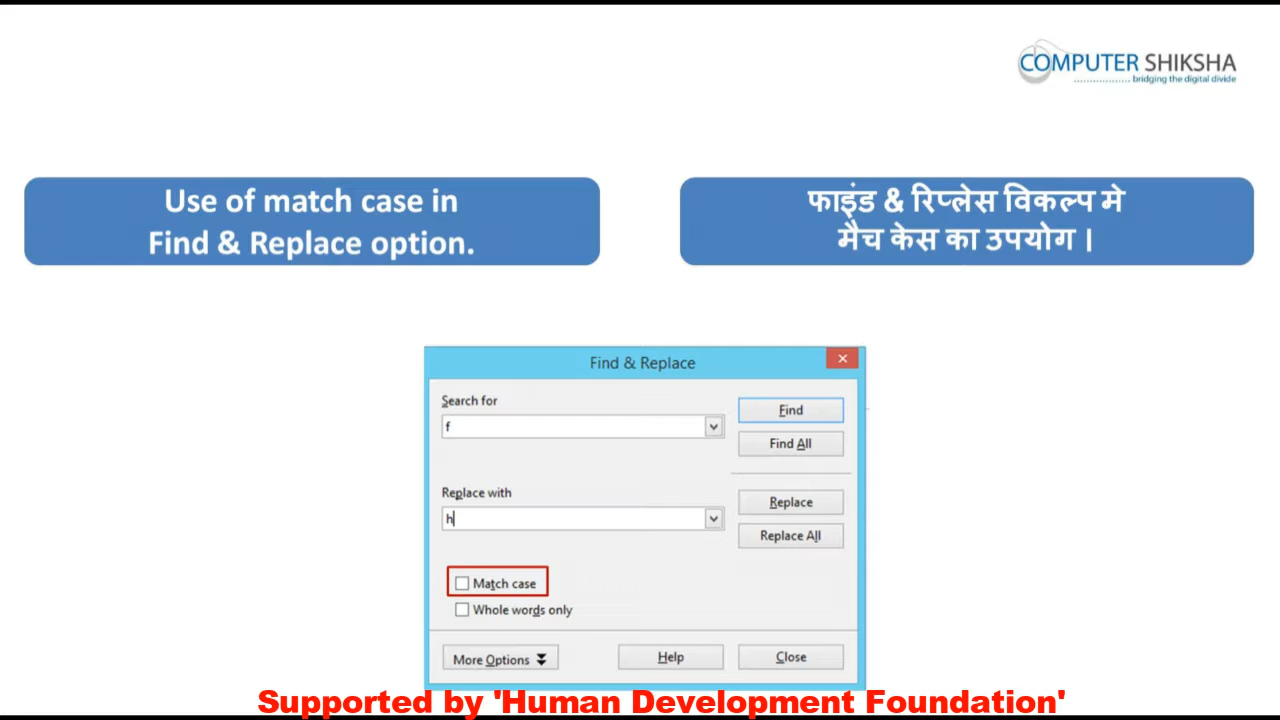 COMPUTER SHIKSHA
bridging the digital divide
Use of match case in
Find & Replace option.
फाइंड & रिप्लेस विकल्प मे
मैच केस का उपयोग ।
Find & Replace
Search for
f
Find
Find All
Replace with
h
Replace
Replace All
Match case
Whole words only
More Options
Help
Close
Supported by 'Human Development Foundation'